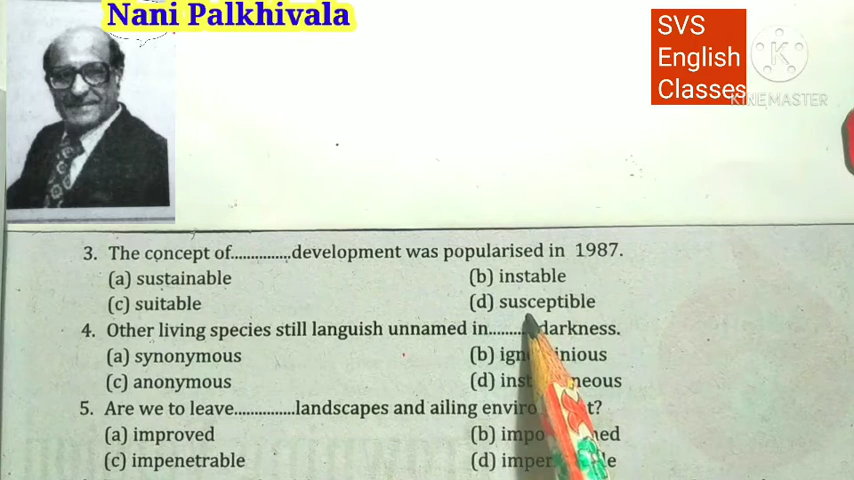 Nani Palkhivala
SVS
English
Classes
KINEMASTER
3. The concept of...............development was popularised in 1987.
(a) sustainable (b) instable
(c) suitable (d) susceptible
4. Other living species still languish unnamed in......... darkness.
(a) synonymous (b)
(c) anonymous (d)
5. Are we to leave...............landscapes and ailing
(a) improved (b)
(c) impenetrable (d)